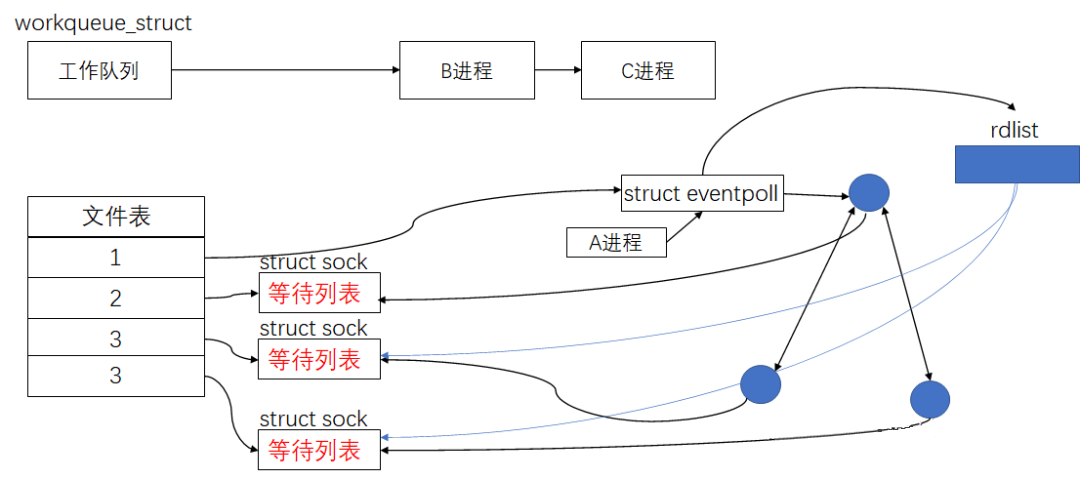 workqueue_struct
工作队列
B进程
C进程
rdlist
struct eventpoll
A进程
文件表
1
2
3
3
struct sock
等待列表
struct sock
等待列表
struct sock
等待列表